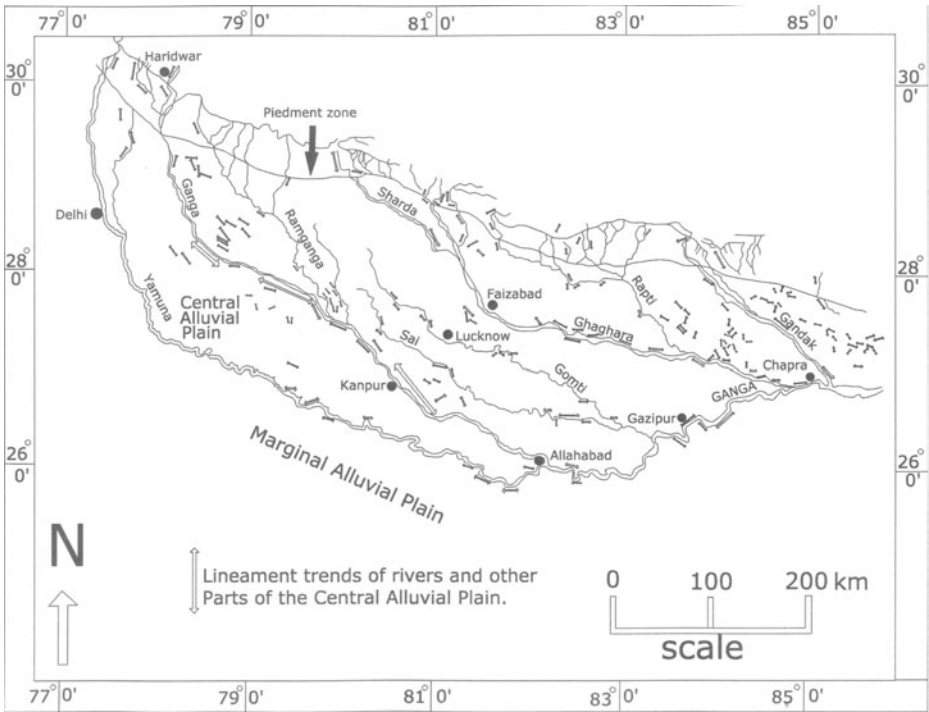 77° 0'
79° 0'
81° 0'
83° 0'
85° 0'
30° 0'
30° 0'
Haridwar
Piedment zone
Delhi
Ganga
Ramganga
Sharda
28° 0'
28° 0'
Yamuna
Central
Alluvial
Plain
Faizabad
Rapti
Gandak
Lucknow
Ghaghara
Sai
Gomti
Chapra
Kanpur
GANGA
Gazipur
Marginal Alluvial Plain
Allahabad
26° 0'
26° 0'
N
Lineament trends of rivers and other
Parts of the Central Alluvial Plain.
0 100 200 km
scale
77° 0'
79° 0'
81° 0'
83° 0'
85° 0'